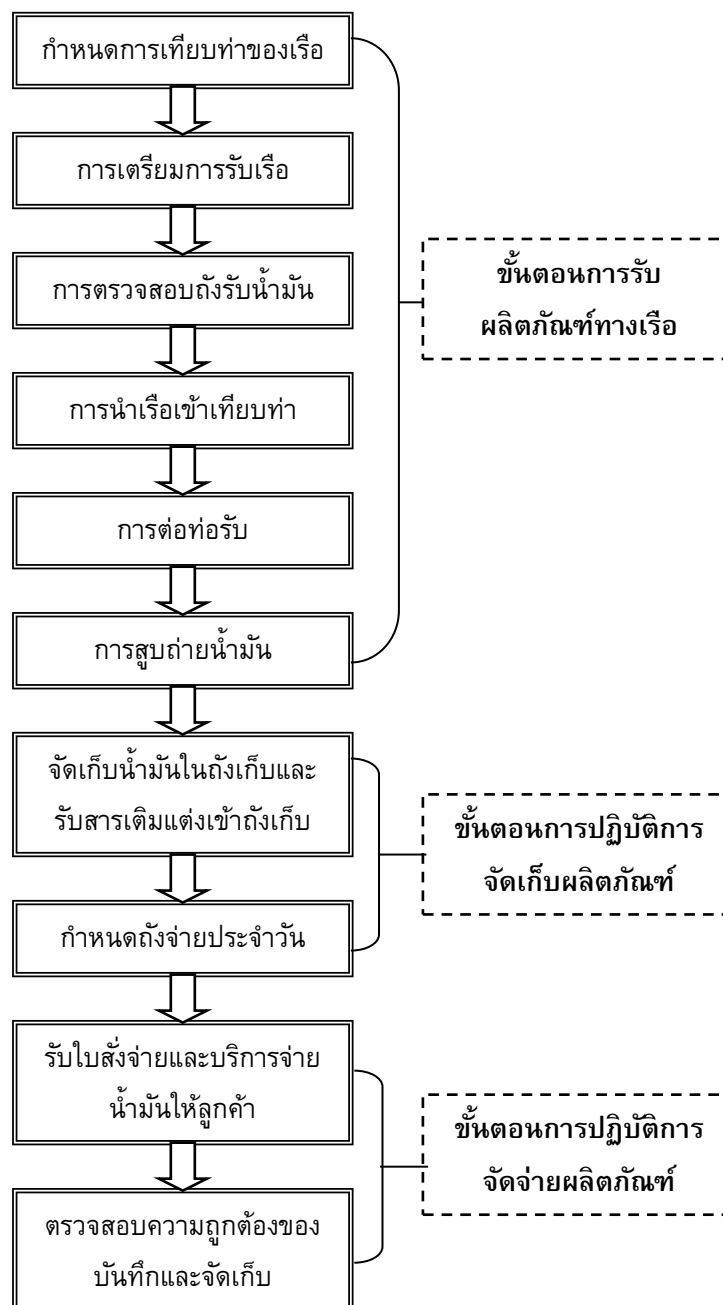 กำหนดการเทียบท่าของเรือ
การเตรียมการรับเรือ
การตรวจสอบถังรับน้ำมัน
การนำเรือเข้าเทียบท่า
การต่อท่อรับ
การสูบถ่ายน้ำมัน
ขั้นตอนการรับ
ผลิตภัณฑ์ทางเรือ
จัดเก็บน้ำมันในถังเก็บและ
รับสารเติมแต่งเข้าถังเก็บ
กำหนดถังจ่ายประจำวัน
ขั้นตอนการปฏิบัติการ
จัดเก็บผลิตภัณฑ์
รับใบสั่งจ่ายและบริการจ่าย
น้ำมันให้ลูกค้า
ตรวจสอบความถูกต้องของ
บันทึกและจัดเก็บ
ขั้นตอนการปฏิบัติการ
จัดจ่ายผลิตภัณฑ์